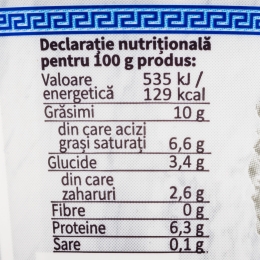 Declarație nutrițională
pentru 100 g produs:
Valoare 535 kJ /
energetică 129 kcal
Grăsimi 10 g
din care acizi
grași saturați 6,6 g
Glucide 3,4 g
din care
zaharuri 2,6 g
Fibre 0 g
Proteine 6,3 g
Sare 0,1 g